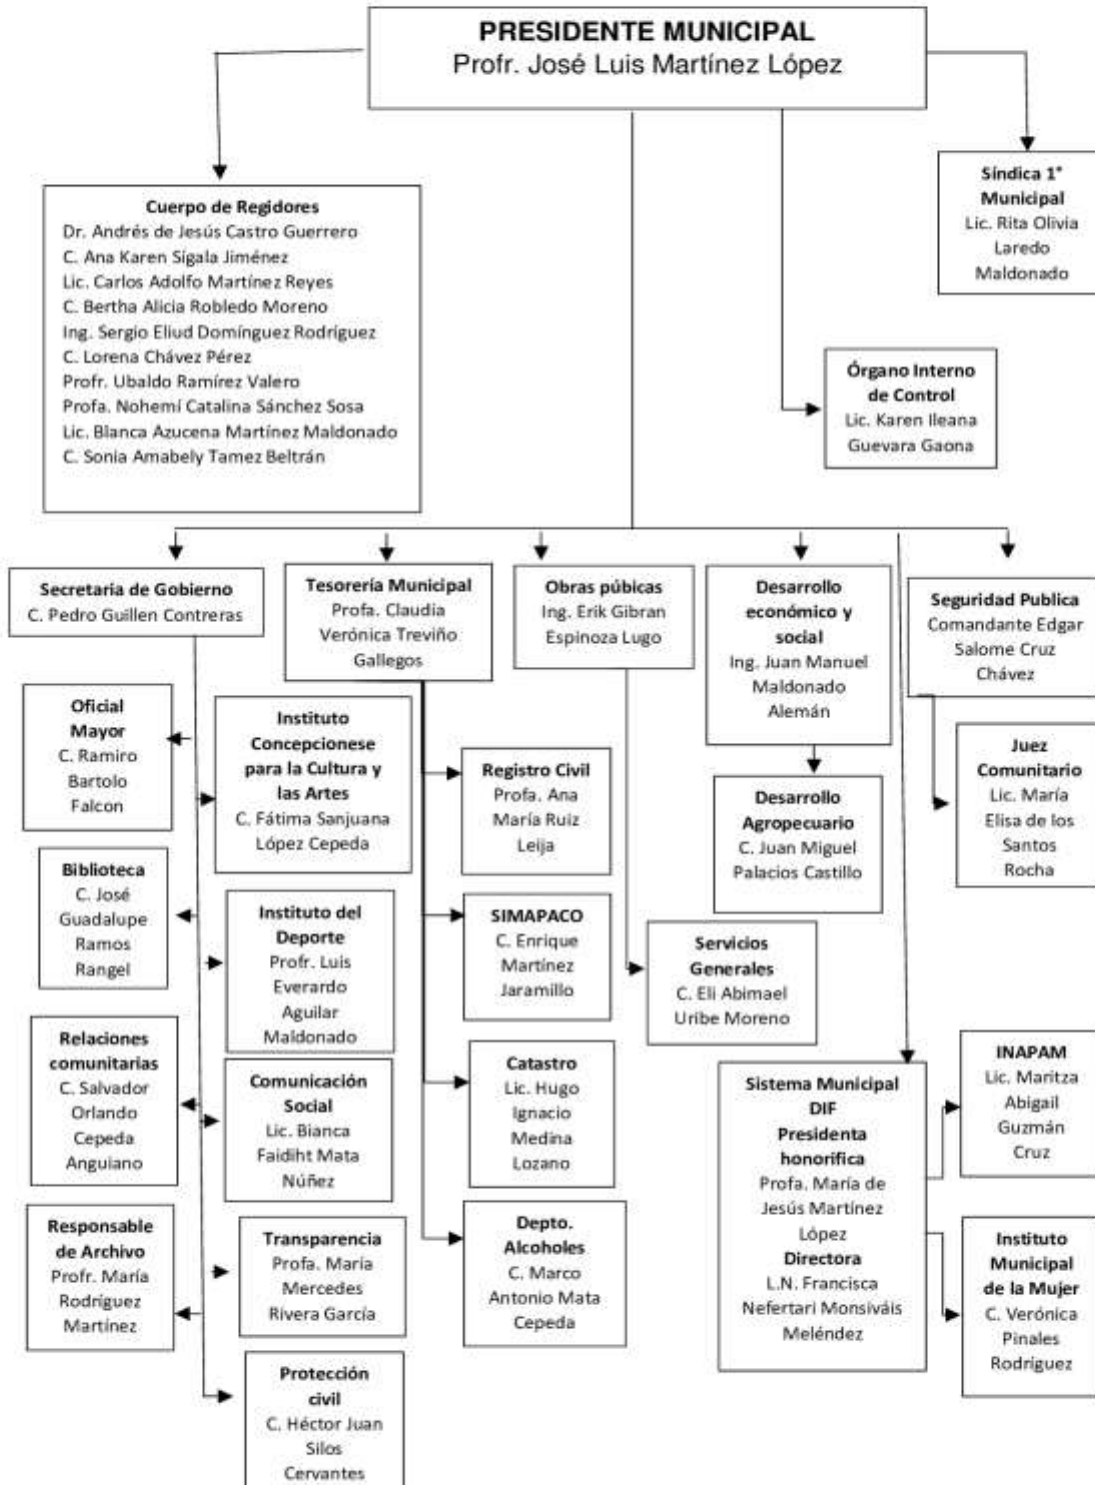 PRESIDENTE MUNICIPAL
Profr. José Luis Martínez López
Síndica 1°
Municipal
Lic. Rita Olivia
Laredo
Maldonado
Cuerpo de Regidores
Dr. Andrés de Jesús Castro Guerrero
C. Ana Karen Sígala Jiménez
Lic. Carlos Adolfo Martínez Reyes
C. Bertha Alicia Robledo Moreno
Ing. Sergio Eliud Domínguez Rodríguez
C. Lorena Chávez Pérez
Profr. Ubaldo Ramírez Valero
Profa. Nohemí Catalina Sánchez Sosa
Lic. Blanca Azucena Martínez Maldonado
C. Sonia Amabely Tamez Beltrán
Órgano Interno
de Control
Lic. Karen Ileana
Guevara Gaona
Secretaria de Gobierno
C. Pedro Guillen Contreras
Tesorería Municipal
Profa. Claudia
Verónica Treviño
Gallegos
Obras púbicas
Ing. Erik Gibran
Espinoza Lugo
Desarrollo
económico y
social
Ing. Juan Manuel
Maldonado
Alemán
Seguridad Publica
Comandante Edgar
Salome Cruz
Chávez
Oficial
Mayor
C. Ramiro
Bartolo
Falcon
Instituto
Concepcionese
para la Cultura y
las Artes
C. Fátima Sanjuana
López Cepeda
Registro Civil
Profa. Ana
María Ruiz
Leija
Desarrollo
Agropecuario
C. Juan Miguel
Palacios Castillo
Juez
Comunitario
Lic. María
Elisa de los
Santos
Rocha
Biblioteca
C. José
Guadalupe
Ramos
Rangel
Instituto del
Deporte
Profr. Luis
Everardo
Aguilar
Maldonado
SIMAPACO
C. Enrique
Martínez
Jaramillo
Servicios
Generales
C. Eli Abimael
Uribe Moreno
Relaciones
comunitarias
C. Salvador
Orlando
Cepeda
Anguiano
Comunicación
Social
Lic. Bianca
Faidiht Mata
Núñez
Catastro
Lic. Hugo
Ignacio
Medina
Lozano
Sistema Municipal
DIF
Presidenta
honorifica
Profa. María de
Jesús Martínez
López
Directora
L.N. Francisca
Nefertari Monsiváis
Meléndez
INAPAM
Lic. Maritza
Abigail
Guzmán
Cruz
Responsable
de Archivo
Profr. María
Rodríguez
Martínez
Transparencia
Profa. María
Mercedes
Rivera García
Depto.
Alcoholes
C. Marco
Antonio Mata
Cepeda
Instituto
Municipal
de la Mujer
C. Verónica
Pinales
Rodríguez
Protección
civil
C. Héctor Juan
Silos
Cervantes